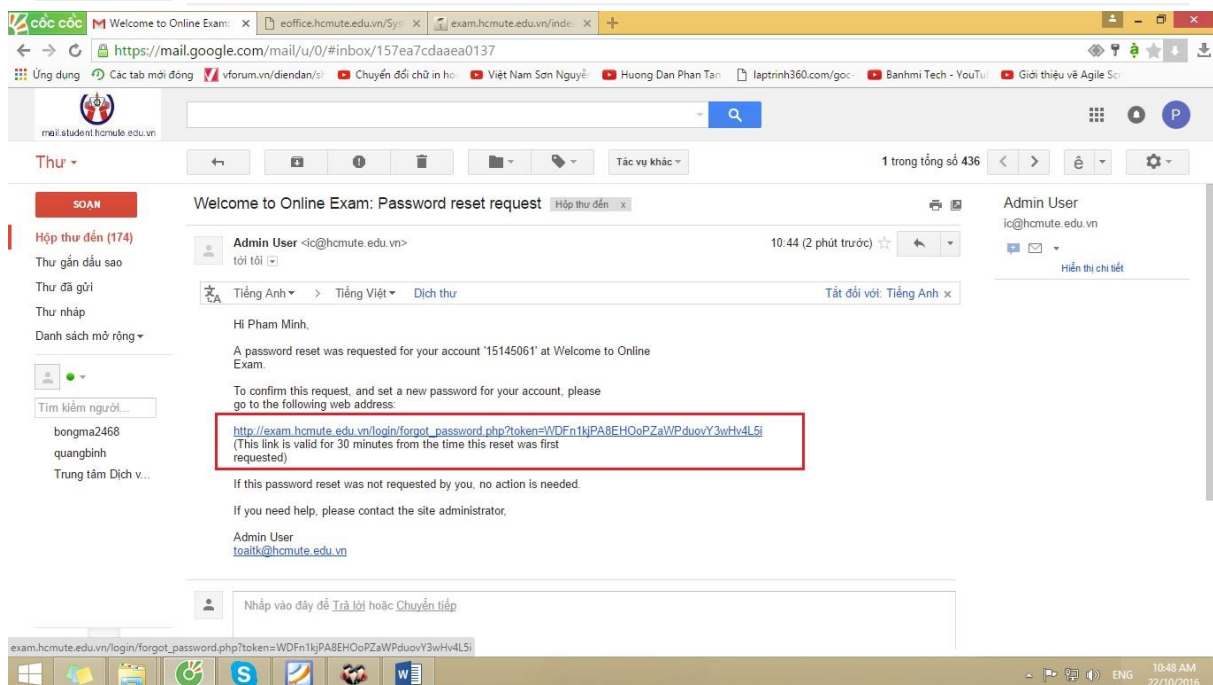 cốc cốc
Welcome to Online Exam:
eoffice.hcmute.edu.vn/Sys
exam.hcmute.edu.vn/inde
https://mail.google.com/mail/u/0/#inbox/157ea7cdaaea0137
Ứng dụng
Các tab mới đóng
vforum.vn/diendan/s
Chuyển đổi chữ in ho
Việt Nam Sơn Nguyễ
Huong Dan Phan Tan
laptrinh360.com/goc-
Banhmi Tech - YouTu
Giới thiệu về Agile Sc
mail.student.hcmute.edu.vn
P
Thư
Tác vụ khác
1 trong tổng số 436
ê
SOẠN
Welcome to Online Exam: Password reset request
Hộp thư đến x
Admin User
ic@hcmute.edu.vn
Hiển thị chi tiết
Hộp thư đến (174)
Thư gắn dấu sao
Thư đã gửi
Thư nháp
Danh sách mở rộng
Tìm kiếm người...
bongma2468
quangbinh
Trung tâm Dịch v...
Admin User <ic@hcmute.edu.vn>
10:44 (2 phút trước)
tới tôi
Tiếng Anh > Tiếng Việt Dịch thư
Tắt đối với: Tiếng Anh x
Hi Pham Minh,
A password reset was requested for your account '15145061' at Welcome to Online
Exam.
To confirm this request, and set a new password for your account, please
go to the following web address:
http://exam.hcmute.edu.vn/login/forgot_password.php?token=WDFn1kjPA8EHOoPZaWPduovY3wHv4L5i
(This link is valid for 30 minutes from the time this reset was first
requested)
If this password reset was not requested by you, no action is needed.
If you need help, please contact the site administrator,
Admin User
toaitk@hcmute.edu.vn
Nhấp vào đây để Trả lời hoặc Chuyển tiếp
exam.hcmute.edu.vn/login/forgot_password.php?token=WDFn1kjPA8EHOoPZaWPduovY3wHv4L5i
ENG
10:48 AM
22/10/2016